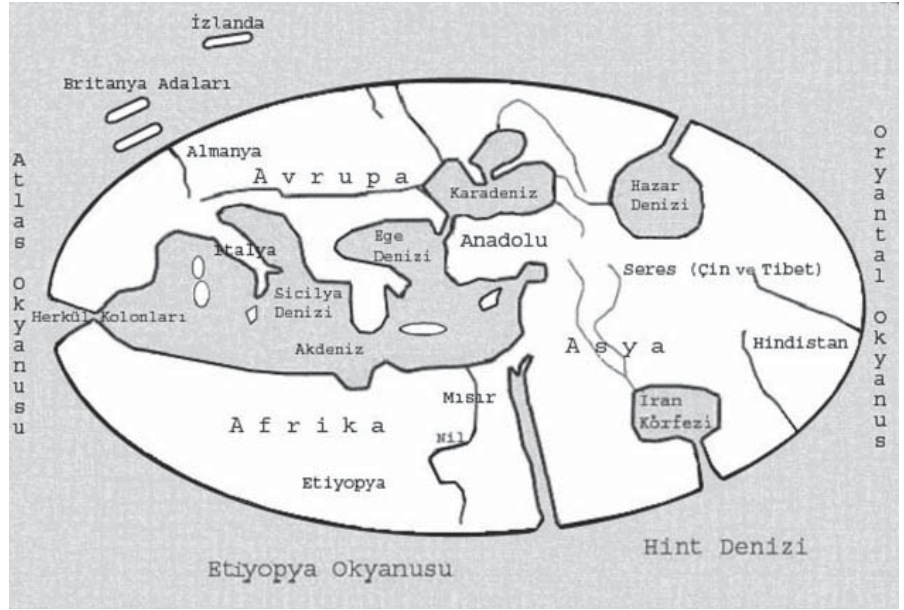 İzlanda
Britanya Adaları
Atlas Okyanusu
Oryantal Okyanus
Almanya
Avrupa
Karadeniz
Hazar
Denizi
İtalya
Ege
Denizi
Anadolu
Seres (Çin ve Tibet)
Sicilya
Denizi
Herkül Kolonları
Akdeniz
Asya
Hindistan
Mısır
Iran
Körfezi
Afrika
Nil
Etiyopya
Hint Denizi
Etiyopya Okyanusu